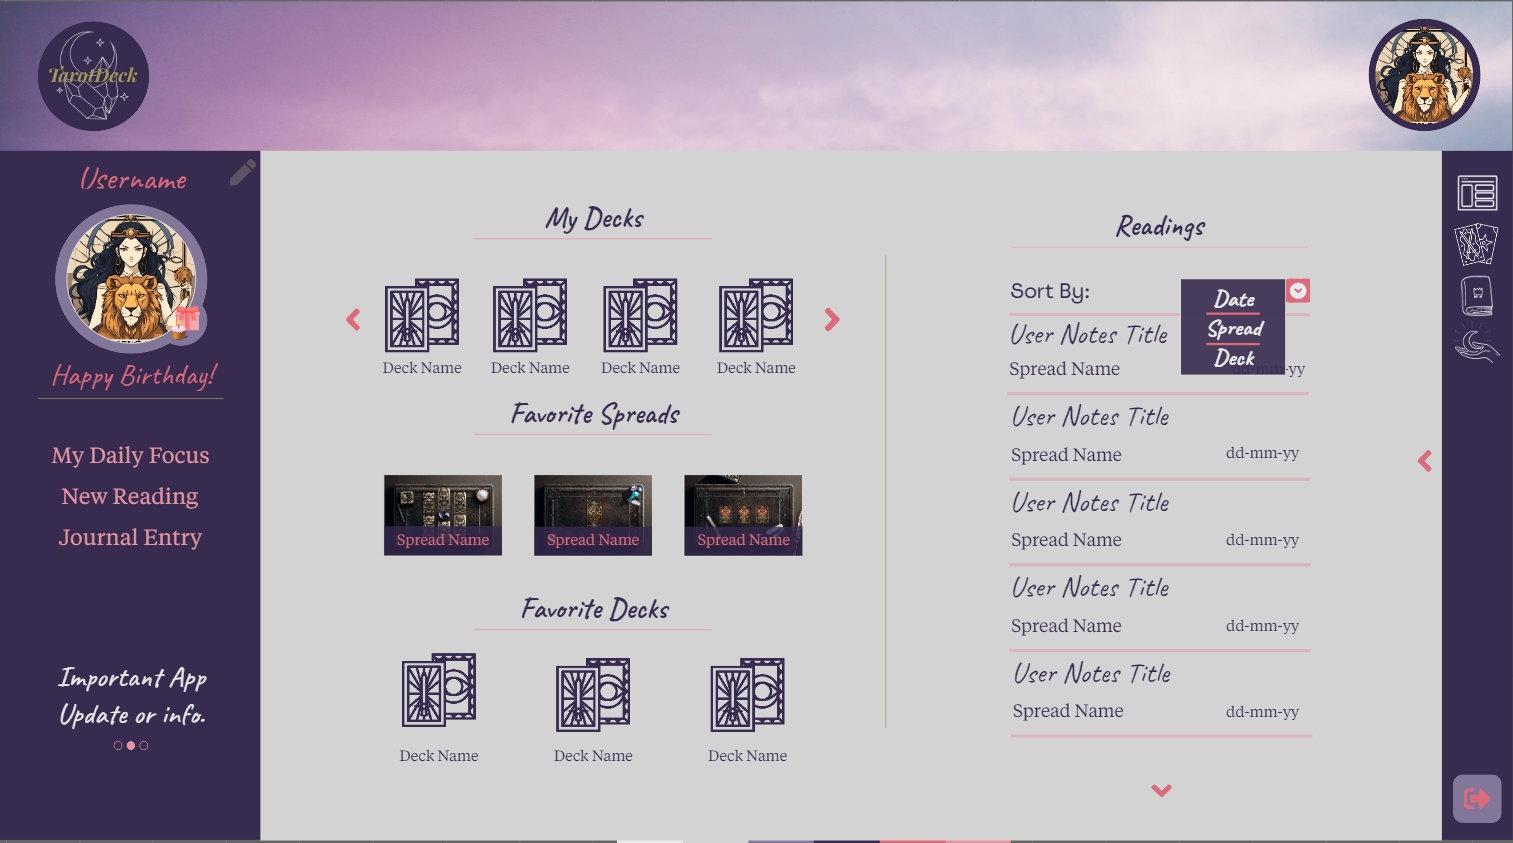 TarotDeck
Username
Happy Birthday!
My Daily Focus
New Reading
Journal Entry
Important App
Update or info.
My Decks
Deck Name
Deck Name
Deck Name
Deck Name
Favorite Spreads
Spread Name
Spread Name
Spread Name
Favorite Decks
Deck Name
Deck Name
Deck Name
Readings
Sort By:
Date
Spread
Deck
User Notes Title
Spread Name
dd-mm-yy
User Notes Title
Spread Name
dd-mm-yy
User Notes Title
Spread Name
dd-mm-yy
User Notes Title
Spread Name
dd-mm-yy
User Notes Title
Spread Name
dd-mm-yy